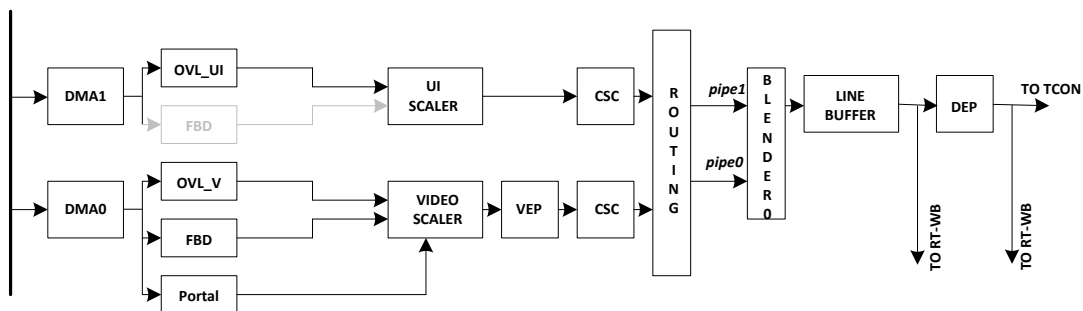 DMA1
OVL_UI
FBD
UI
SCALER
CSC
ROUTING
pipe1
pipe0
BLENDER0
LINE
BUFFER
DEP
TO TCON
DMA0
OVL_V
FBD
Portal
VIDEO
SCALER
VEP
CSC
TO RT-WB
TO RT-WB